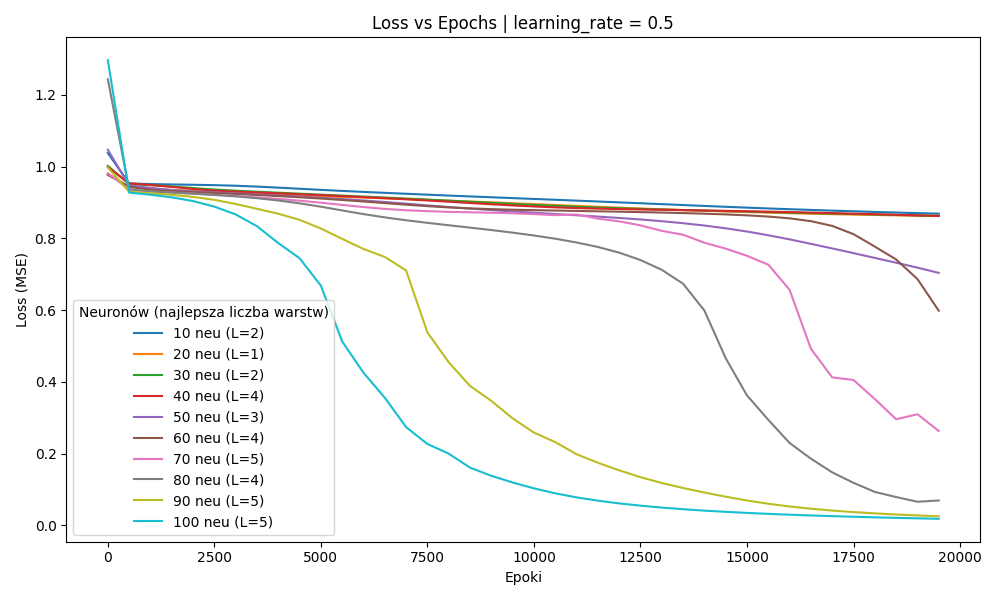 Loss vs Epochs | learning_rate = 0.5
Loss (MSE)
1.2
1.0
0.8
0.6
0.4
0.2
0.0
Neuronów (najlepsza liczba warstw)
10 neu (L=2)
20 neu (L=1)
30 neu (L=2)
40 neu (L=4)
50 neu (L=3)
60 neu (L=4)
70 neu (L=5)
80 neu (L=4)
90 neu (L=5)
100 neu (L=5)
0 2500 5000 7500 10000 12500 15000 17500 20000
Epoki